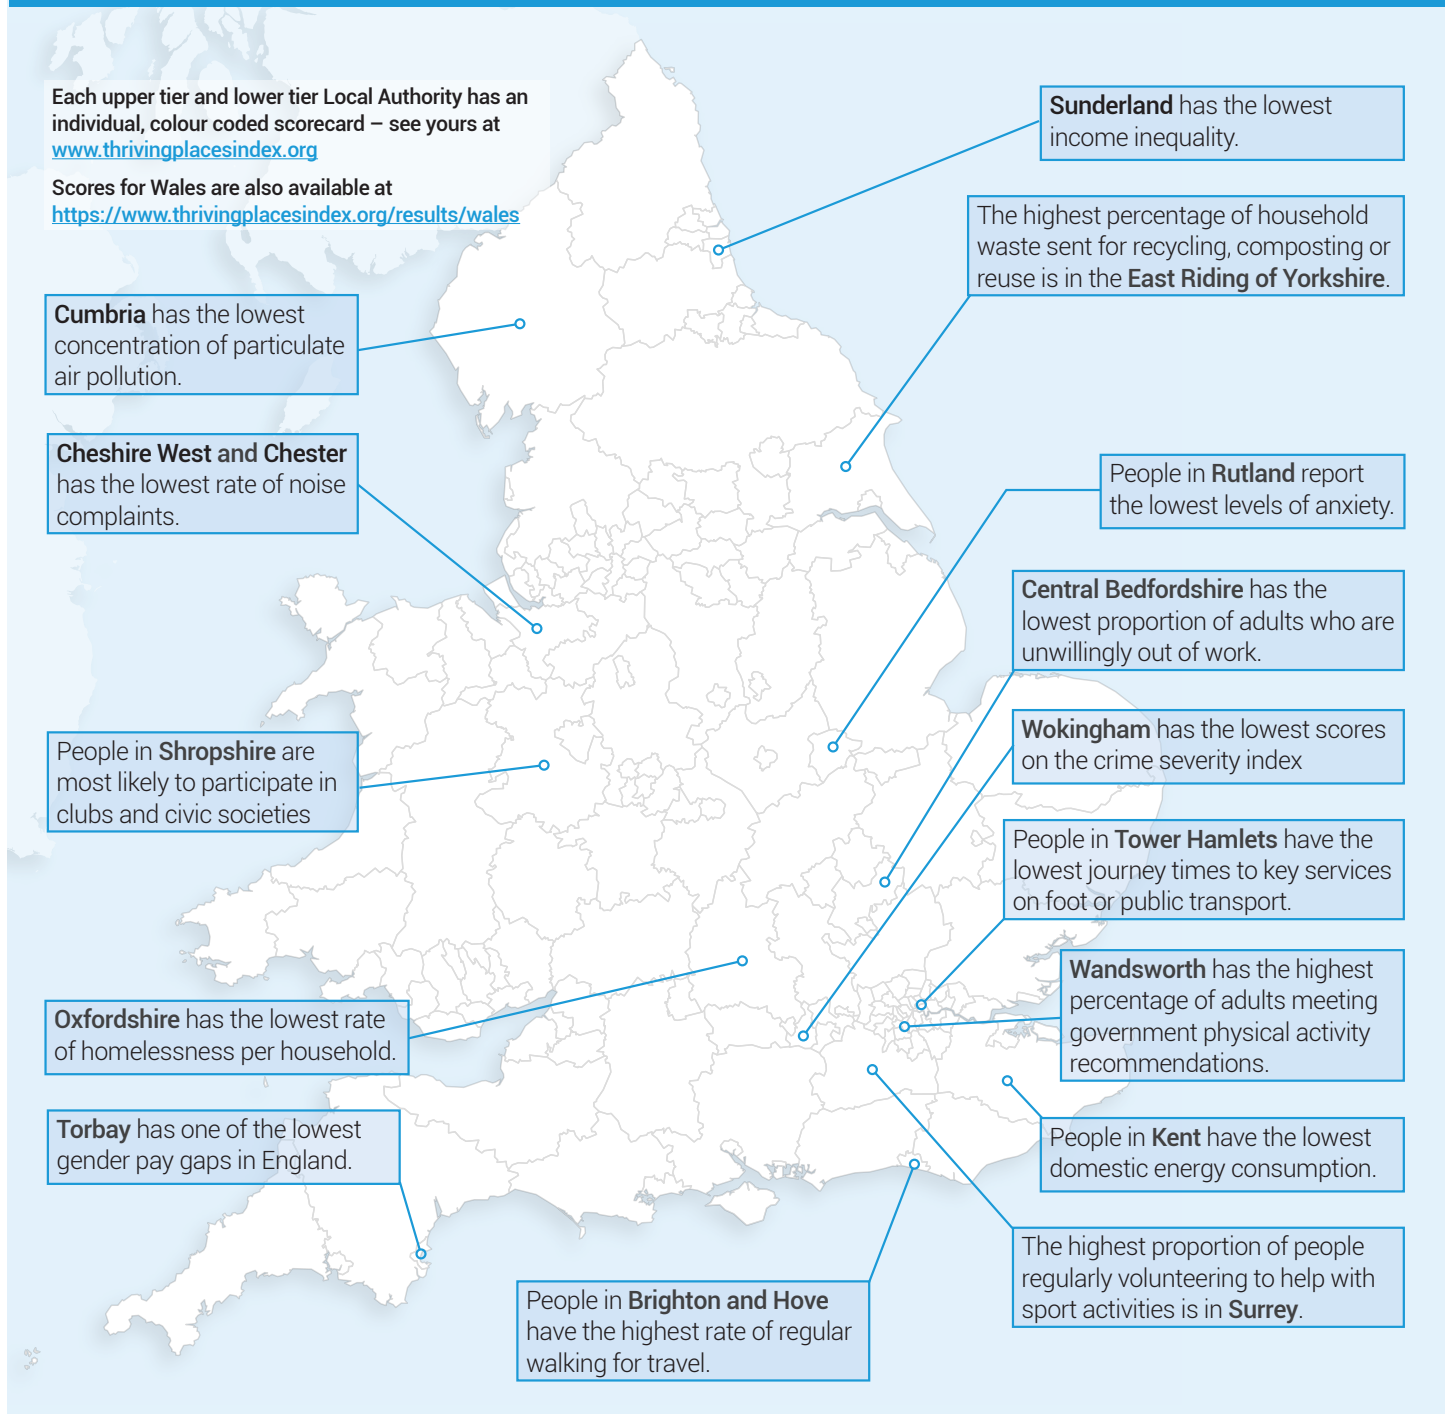 Each upper tier and lower tier Local Authority has an
individual, colour coded scorecard – see yours at
www.thrivingplacesindex.org
Scores for Wales are also available at
https://www.thrivingplacesindex.org/results/wales
Sunderland has the lowest
income inequality.
The highest percentage of household
waste sent for recycling, composting or
reuse is in the East Riding of Yorkshire.
Cumbria has the lowest
concentration of particulate
air pollution.
Cheshire West and Chester
has the lowest rate of noise
complaints.
People in Rutland report
the lowest levels of anxiety.
Central Bedfordshire has the
lowest proportion of adults who are
unwillingly out of work.
Wokingham has the lowest scores
on the crime severity index
People in Shropshire are
most likely to participate in
clubs and civic societies
People in Tower Hamlets have the
lowest journey times to key services
on foot or public transport.
Wandsworth has the highest
percentage of adults meeting
government physical activity
recommendations.
Oxfordshire has the lowest rate
of homelessness per household.
Torbay has one of the lowest
gender pay gaps in England.
People in Kent have the lowest
domestic energy consumption.
The highest proportion of people
regularly volunteering to help with
sport activities is in Surrey.
People in Brighton and Hove
have the highest rate of regular
walking for travel.